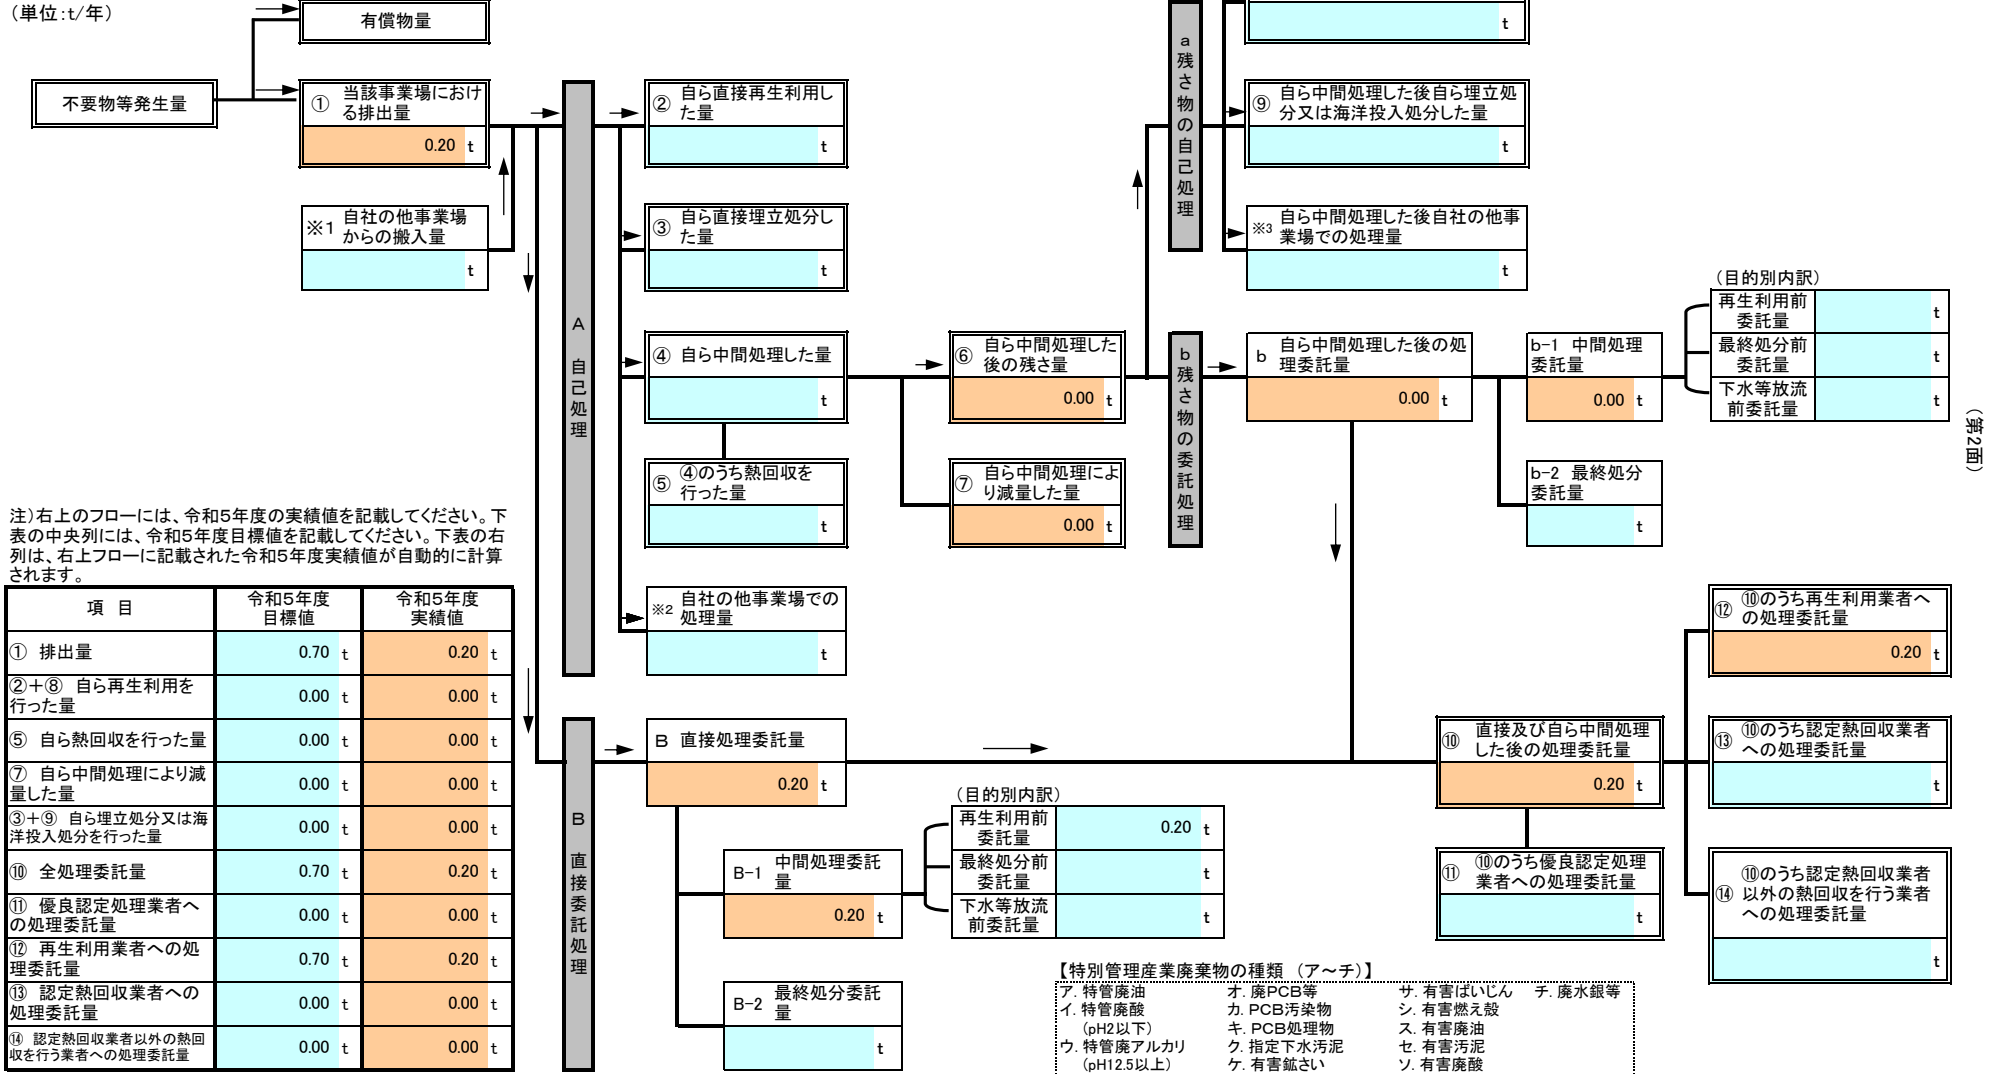 （単位:t/年）
有償物量
不要物等発生量
① 当該事業場におけ
る排出量
0.20 t
※1 自社の他事業場
からの搬入量
t
A 自己処理
② 自ら直接再生利用し
た量
t
③ 自ら直接埋立処分し
た量
t
④ 自ら中間処理した量
t
⑤ ④のうち熱回収を
行った量
t
※2 自社の他事業場での
処理量
t
⑥ 自ら中間処理した
後の残さ量
0.00 t
⑦ 自ら中間処理によ
り減量した量
0.00 t
a 残さ物の自己処理
t
⑨ 自ら中間処理した後自ら埋立処
分又は海洋投入処分した量
t
※3 自ら中間処理した後自社の他事
業場での処理量
t
b 残さ物の委託処理
b 自ら中間処理した後の処
理委託量
0.00 t
b-1 中間処理
委託量
0.00 t
b-2 最終処分
委託量
t
（目的別内訳）
再生利用前
委託量
t
最終処分前
委託量
t
下水等放流
前委託量
t
（第2面）
注）右上のフローには、令和5年度の実績値を記載してください。下
表の中央列には、令和5年度目標値を記載してください。下表の右
列は、右上フローに記載された令和5年度実績値が自動的に計算
されます。
項 目 令和5年度 目標値 令和5年度 実績値
① 排出量 0.70 t 0.20 t
②＋⑧ 自ら再生利用を
行った量 0.00 t 0.00 t
⑤ 自ら熱回収を行った量 0.00 t 0.00 t
⑦ 自ら中間処理により減
量した量 0.00 t 0.00 t
③＋⑨ 自ら埋立処分又は海
洋投入処分を行った量 0.00 t 0.00 t
⑩ 全処理委託量 0.70 t 0.20 t
⑪ 優良認定処理業者へ
の処理委託量 0.00 t 0.00 t
⑫ 再生利用業者への処
理委託量 0.70 t 0.20 t
⑬ 認定熱回収業者への
処理委託量 0.00 t 0.00 t
⑭ 認定熱回収業者以外の熱回
収を行う業者への処理委託量 0.00 t 0.00 t
B 直接委託処理
B 直接処理委託量
0.20 t
B-1 中間処理委託
量
0.20 t
B-2 最終処分委託
量
t
（目的別内訳）
再生利用前
委託量
0.20 t
最終処分前
委託量
t
下水等放流
前委託量
t
⑩ 直接及び自ら中間処理
した後の処理委託量
0.20 t
⑪ ⑩のうち優良認定処理
業者への処理委託量
t
⑫ ⑩のうち再生利用業者へ
の処理委託量
0.20 t
⑬ ⑩のうち認定熱回収業者
への処理委託量
t
⑭ ⑩のうち認定熱回収業者
以外の熱回収を行う業者
への処理委託量
t
【特別管理産業廃棄物の種類 （ア～チ）】
ア. 特管廃油 オ. 廃PCB等 サ. 有害ばいじん チ. 廃水銀等
イ. 特管廃酸 カ. PCB汚染物 シ. 有害燃え殻
（pH2以下） キ. PCB処理物 ス. 有害廃油
ウ. 特管廃アルカリ ク. 指定下水汚泥 セ. 有害汚泥
（pH12.5以上） ケ. 有害鉱さい ソ. 有害廃酸